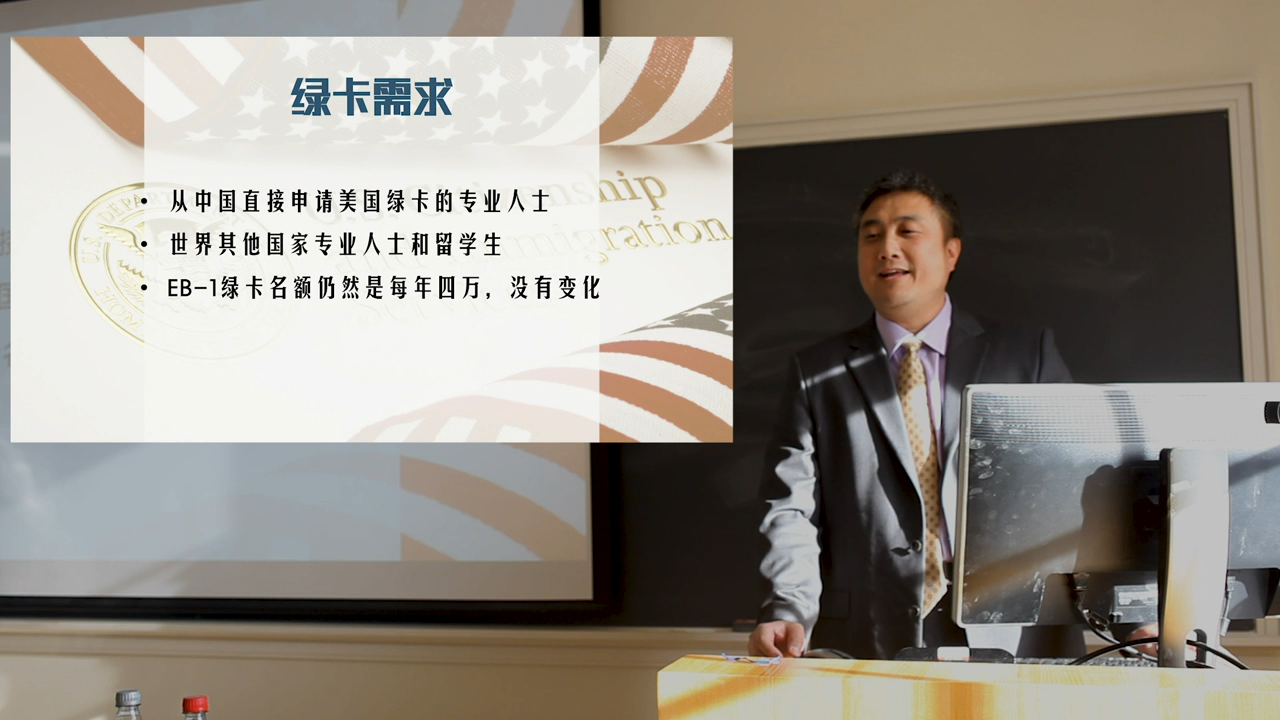 绿卡需求
• 从中国直接申请美国绿卡的专业人士
• 世界其他国家专业人士和留学生
• EB-1绿卡名额仍然是每年四万，没有变化